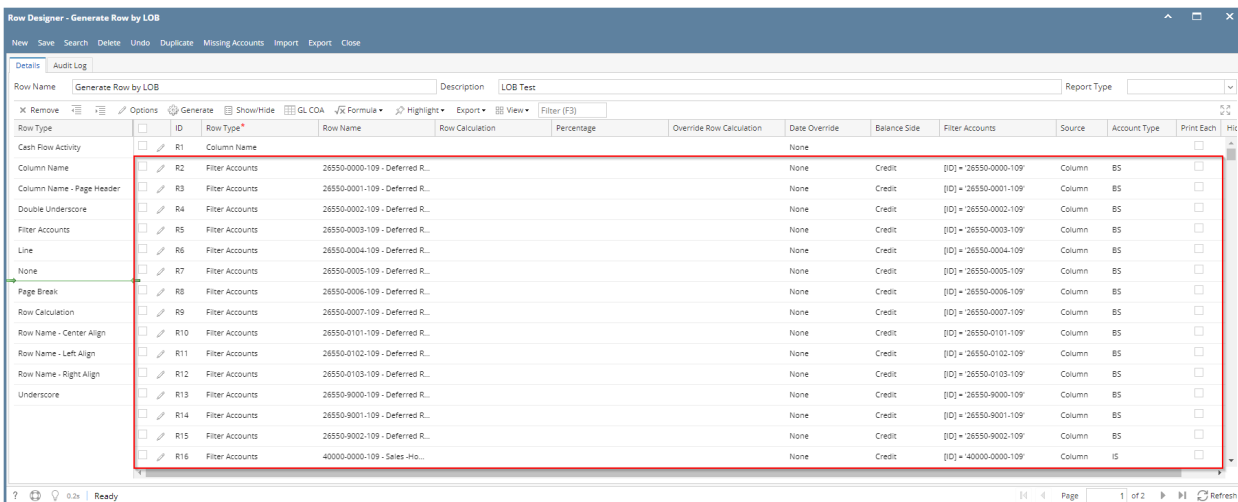 Row Designer - Generate Row by LOB
New Save Search Delete Undo Duplicate Missing Accounts Import Export Close
Details Audit Log
Row Name Generate Row by LOB Description LOB Test Report Type
Remove Options Generate Show/Hide GL COA Formula Highlight Export View Filter (F3)
Row Type ID Row Type* Row Name Row Calculation Percentage Override Row Calculation Date Override Balance Side Filter Accounts Source Account Type Print Each Hid
Cash Flow Activity R1 Column Name None
Column Name R2 Filter Accounts 26550-0000-109 - Deferred R... None Credit [ID] = '26550-0000-109' Column BS
Column Name - Page Header R3 Filter Accounts 26550-0001-109 - Deferred R... None Credit [ID] = '26550-0001-109' Column BS
Double Underscore R4 Filter Accounts 26550-0002-109 - Deferred R... None Credit [ID] = '26550-0002-109' Column BS
Filter Accounts R5 Filter Accounts 26550-0003-109 - Deferred R... None Credit [ID] = '26550-0003-109' Column BS
Line R6 Filter Accounts 26550-0004-109 - Deferred R... None Credit [ID] = '26550-0004-109' Column BS
None R7 Filter Accounts 26550-0005-109 - Deferred R... None Credit [ID] = '26550-0005-109' Column BS
Page Break R8 Filter Accounts 26550-0006-109 - Deferred R... None Credit [ID] = '26550-0006-109' Column BS
Row Calculation R9 Filter Accounts 26550-0007-109 - Deferred R... None Credit [ID] = '26550-0007-109' Column BS
Row Name - Center Align R10 Filter Accounts 26550-0101-109 - Deferred R... None Credit [ID] = '26550-0101-109' Column BS
Row Name - Left Align R11 Filter Accounts 26550-0102-109 - Deferred R... None Credit [ID] = '26550-0102-109' Column BS
Row Name - Right Align R12 Filter Accounts 26550-0103-109 - Deferred R... None Credit [ID] = '26550-0103-109' Column BS
Underscore R13 Filter Accounts 26550-9000-109 - Deferred R... None Credit [ID] = '26550-9000-109' Column BS
R14 Filter Accounts 26550-9001-109 - Deferred R... None Credit [ID] = '26550-9001-109' Column BS
R15 Filter Accounts 26550-9002-109 - Deferred R... None Credit [ID] = '26550-9002-109' Column BS
R16 Filter Accounts 40000-0000-109 - Sales -Ho... None Credit [ID] = '40000-0000-109' Column IS
? 0.2s Ready Page 1 of 2 Refresh